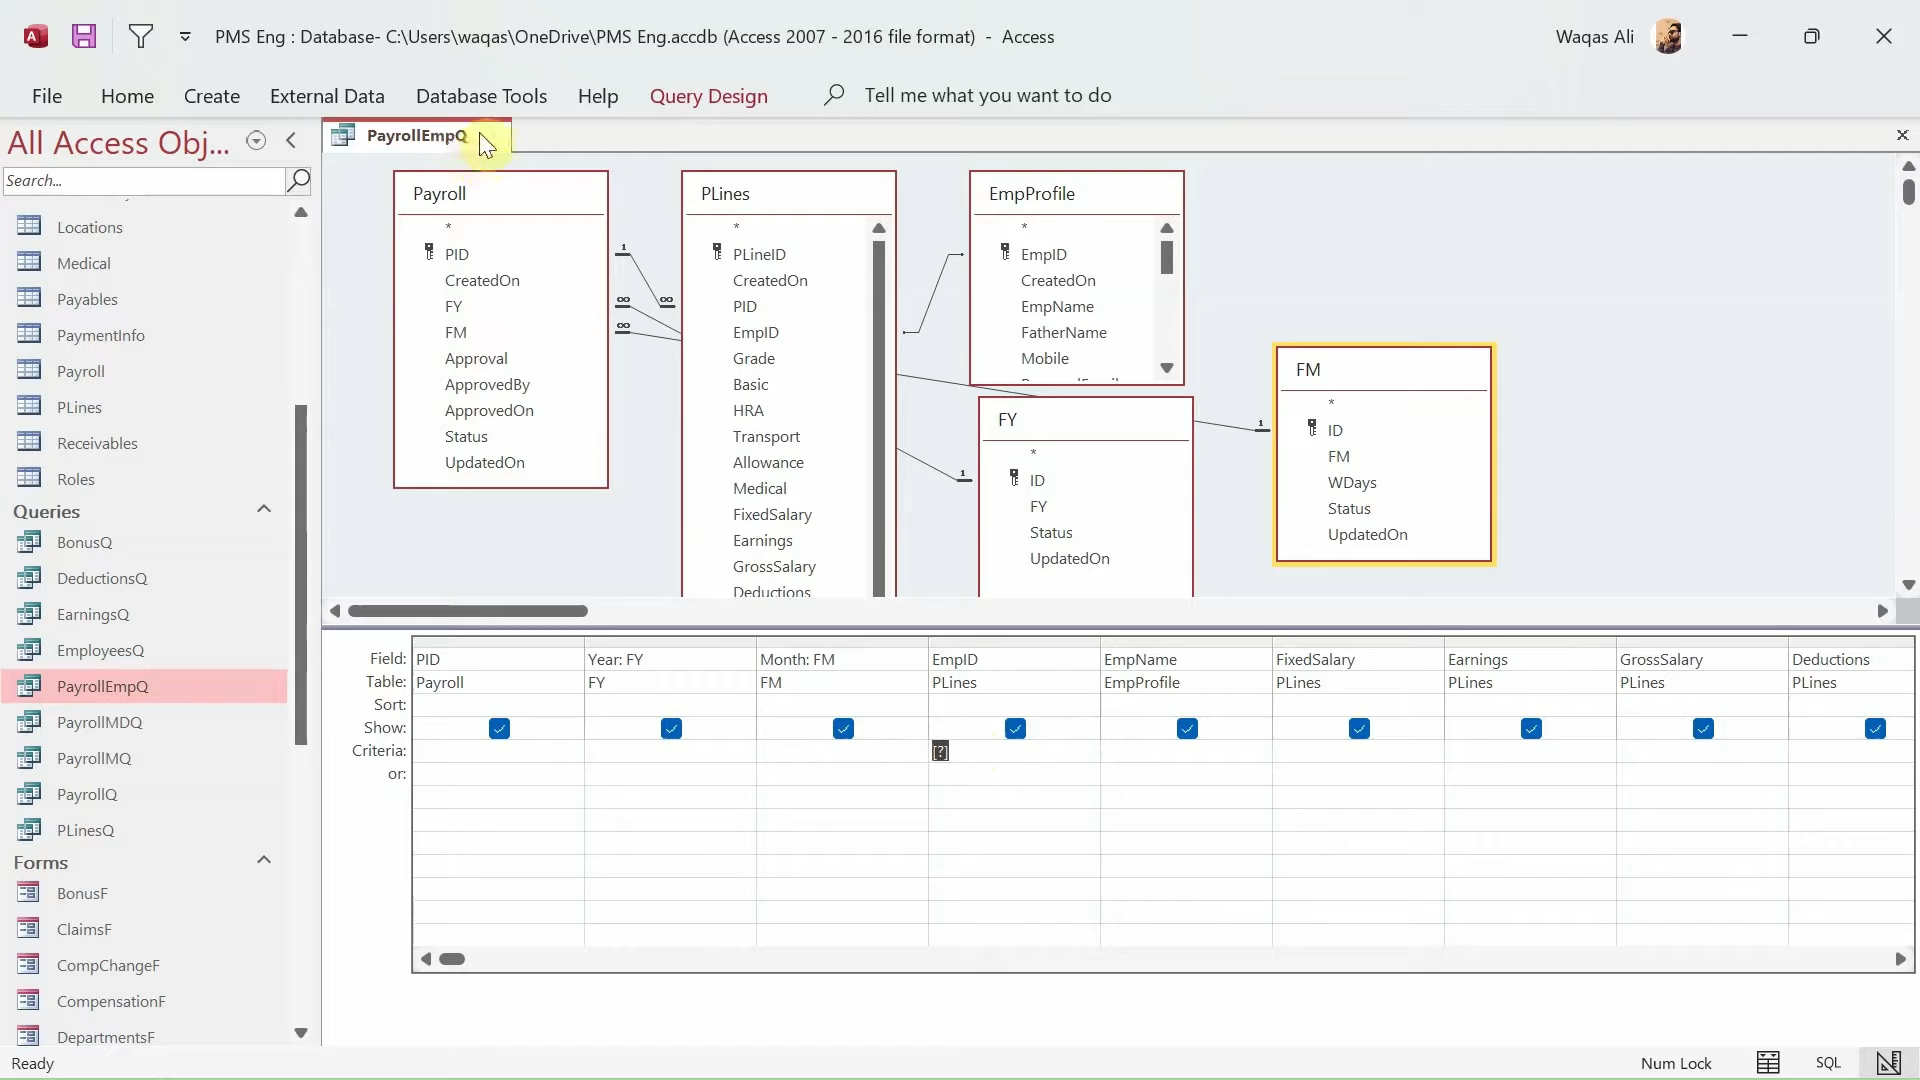 PMS Eng : Database- C:\Users\waqas\OneDrive\PMS Eng.accdb (Access 2007 - 2016 file format) - Access
Waqas Ali
File
Home
Create
External Data
Database Tools
Help
Query Design
Tell me what you want to do
All Access Obj...
Search...
Locations
Medical
Payables
PaymentInfo
Payroll
PLines
Receivables
Roles
Queries
BonusQ
DeductionsQ
EarningsQ
EmployeesQ
PayrollEmpQ
PayrollMDQ
PayrollMQ
PayrollQ
PLinesQ
Forms
BonusF
ClaimsF
CompChangeF
CompensationF
DepartmentsF
PayrollEmpQ
Payroll
*
PID
CreatedOn
FY
FM
Approval
ApprovedBy
ApprovedOn
Status
UpdatedOn
1
∞
∞
∞
PLines
*
PLineID
CreatedOn
PID
EmpID
Grade
Basic
HRA
Transport
Allowance
Medical
FixedSalary
Earnings
GrossSalary
Deductions
EmpProfile
*
EmpID
CreatedOn
EmpName
FatherName
Mobile
FY
*
1
ID
FY
Status
UpdatedOn
FM
*
1
ID
FM
WDays
Status
UpdatedOn
Field: PID Year: FY Month: FM EmpID EmpName FixedSalary Earnings GrossSalary Deductions
Table: Payroll FY FM PLines EmpProfile PLines PLines PLines PLines
Sort:
Show:
Criteria: [?]
or:
Ready
Num Lock
SQL